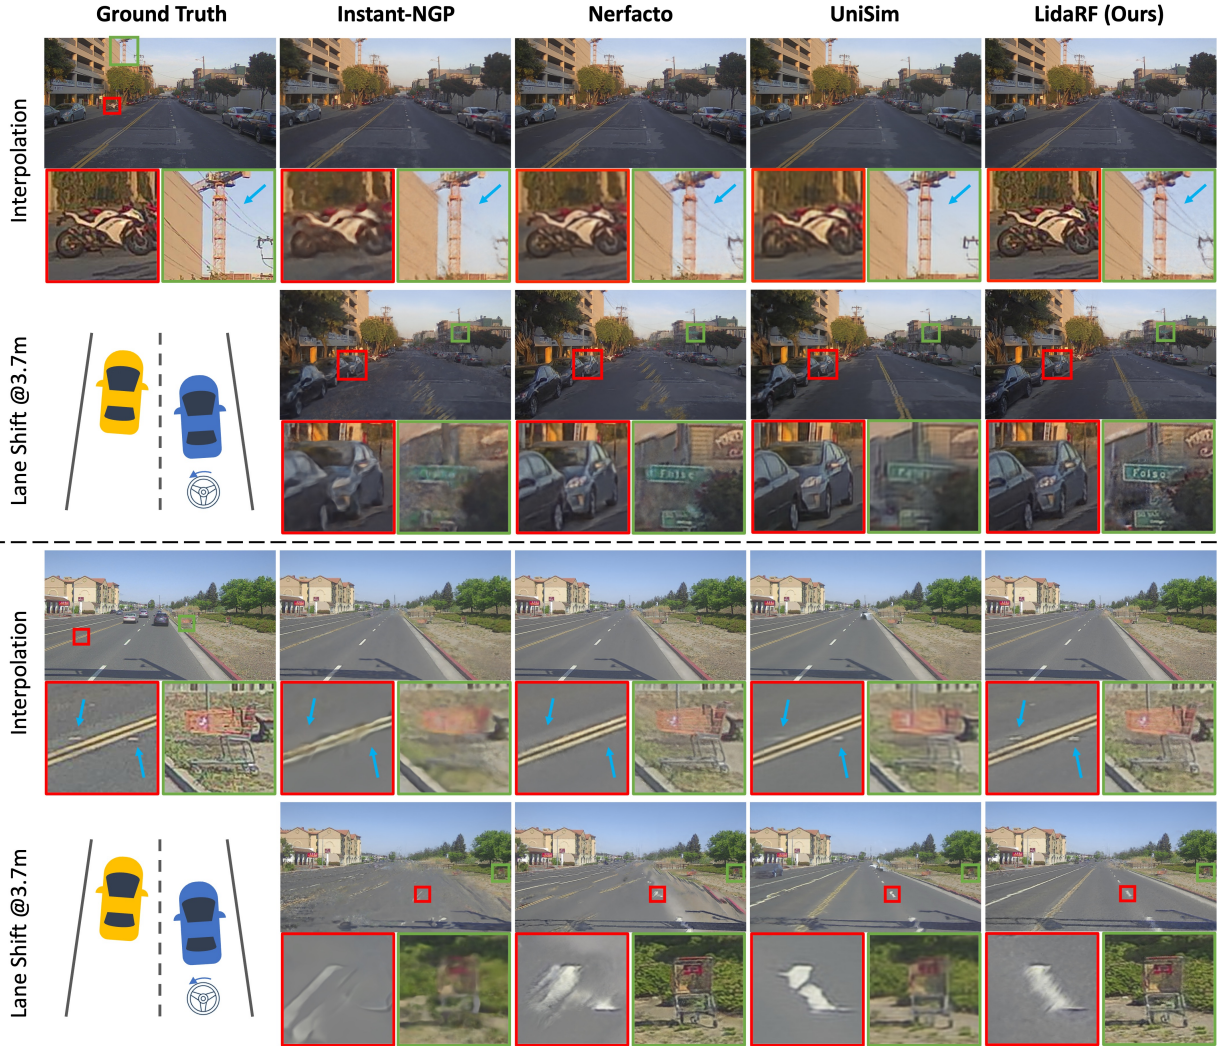 Ground Truth
Instant-NGP
Nerfacto
UniSim
LidaRF (Ours)
Interpolation
Lane Shift @3.7m
Interpolation
Lane Shift @3.7m